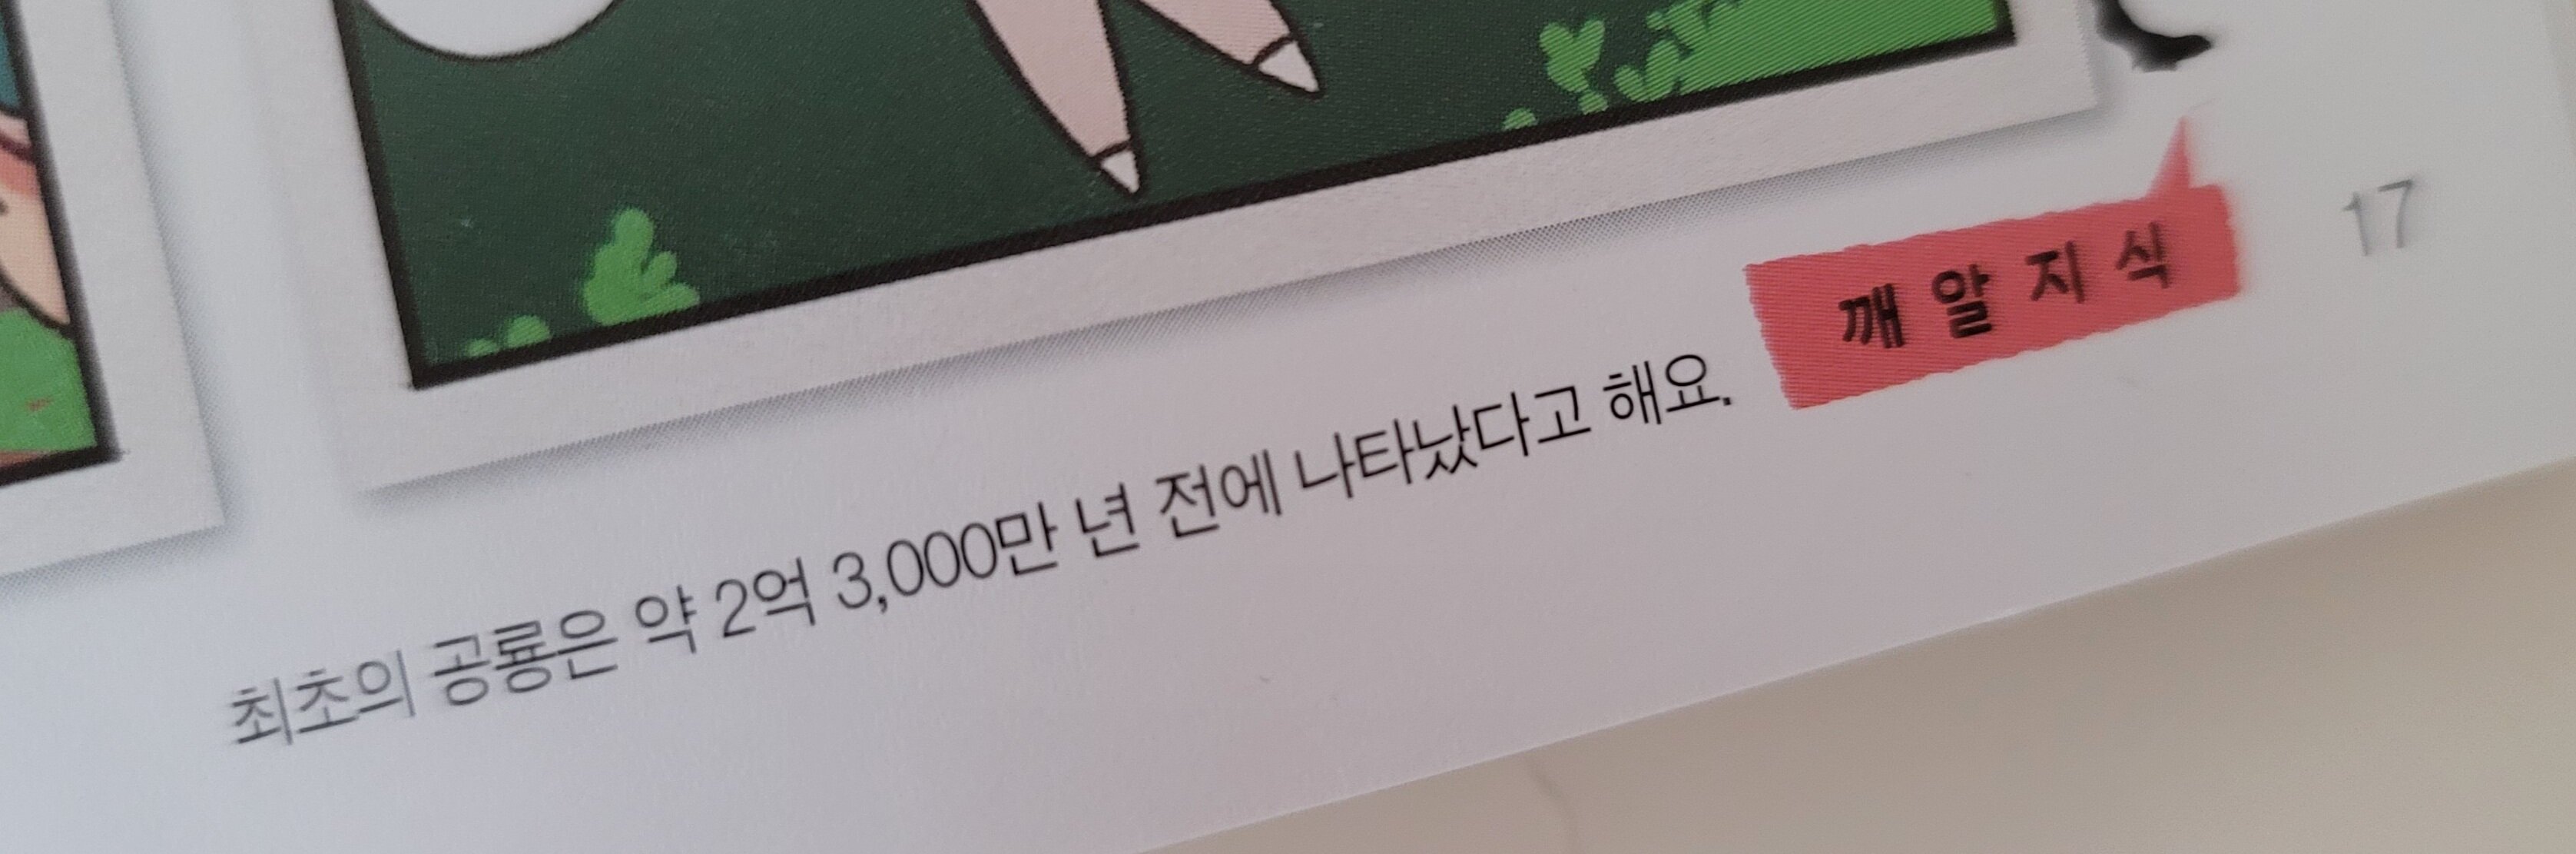 최초의 공룡은 약 2억 3,000만 년 전에 나타났다고 해요.
깨알지식
17